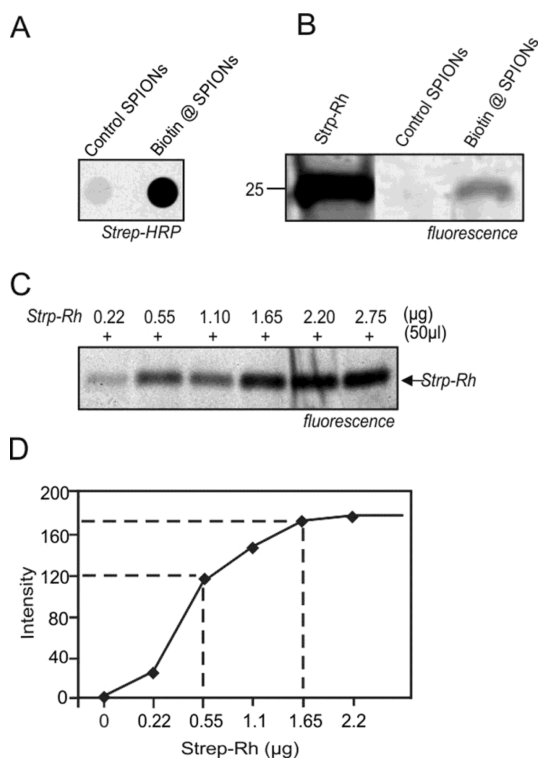 A
Control SPIONs
Biotin @ SPIONs
Strep-HRP
B
Strp-Rh
Control SPIONs
Biotin @ SPIONs
25
fluorescence
C
Strp-Rh 0.22 0.55 1.10 1.65 2.20 2.75 (µg)
+ + + + + + (50µl)
Strp-Rh
fluorescence
D
200
160
120
80
40
0
Intensity
0 0.22 0.55 1.1 1.65 2.2
Strep-Rh (µg)